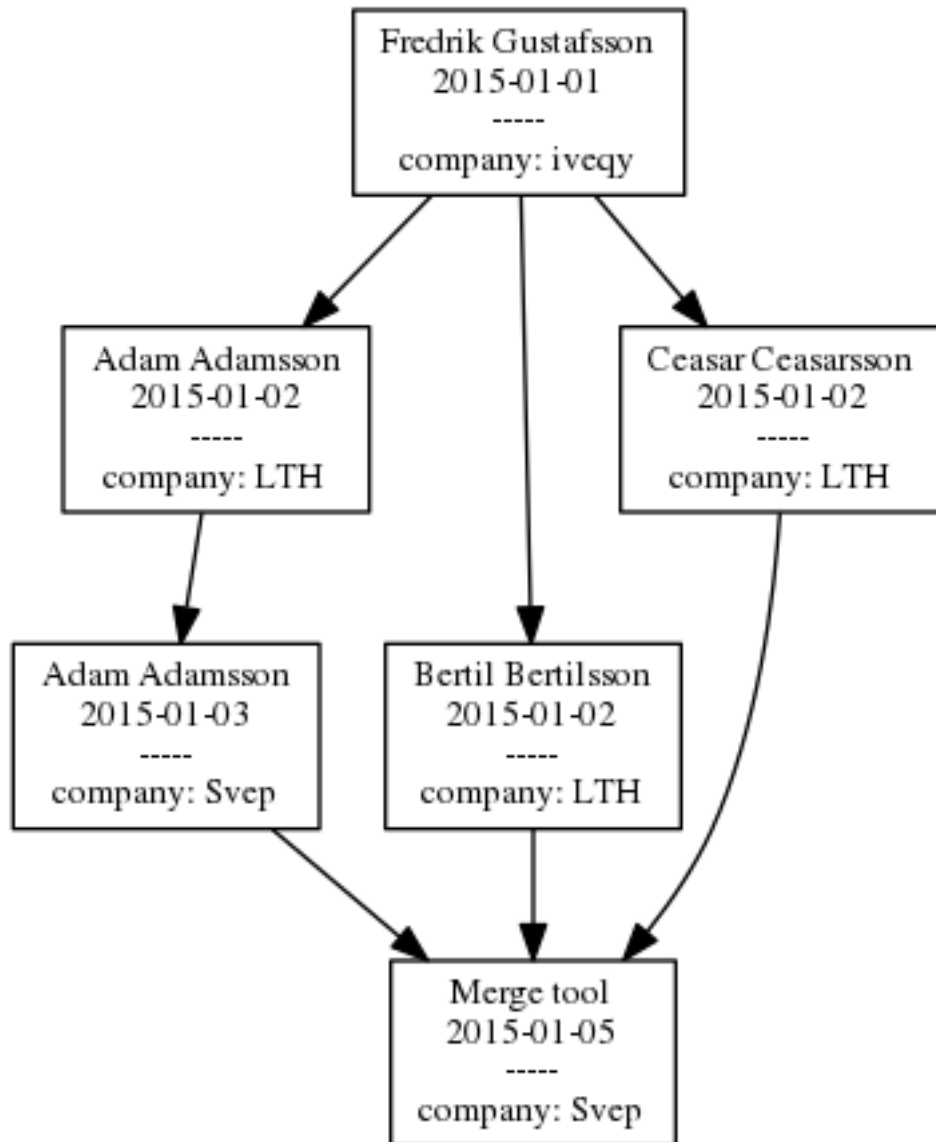 Fredrik Gustafsson
2015-01-01
-----
company: iveqy
Adam Adamsson
2015-01-02
-----
company: LTH
Ceasar Ceasarsson
2015-01-02
-----
company: LTH
Adam Adamsson
2015-01-03
-----
company: Svep
Bertil Bertilsson
2015-01-02
-----
company: LTH
Merge tool
2015-01-05
-----
company: Svep